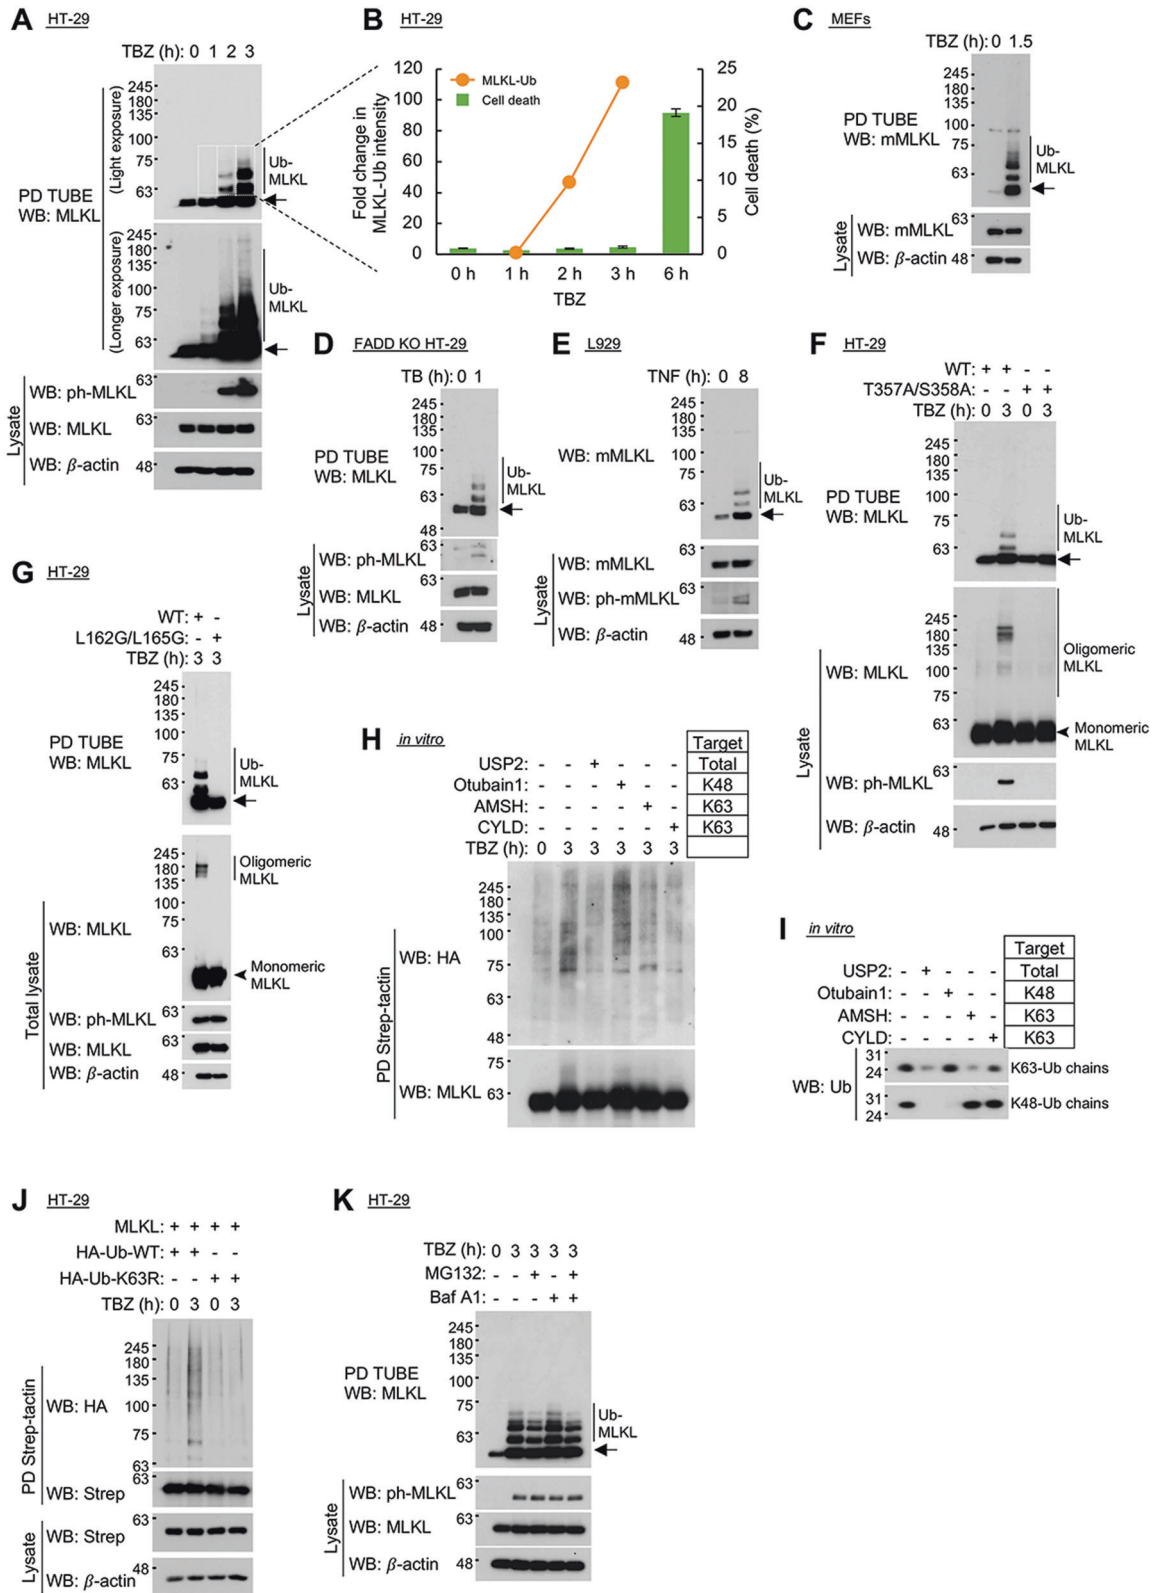 A HT-29
TBZ (h): 0 1 2 3
(Light exposure)
245
180
135
100
75
63
Ub-
MLKL
PD TUBE
WB: MLKL
(Longer exposure)
245
180
135
100
75
63
Ub-
MLKL
Lysate
WB: ph-MLKL 63
WB: MLKL 63
WB: β-actin 48
B HT-29
MLKL-Ub
Cell death
Fold change in
MLKL-Ub intensity
120
100
80
60
40
20
0
Cell death (%)
25
20
15
10
5
0
0 h 1 h 2 h 3 h 6 h
TBZ
C MEFs
TBZ (h): 0 1.5
PD TUBE
WB: mMLKL
245
180
135
100
75
63
48
Ub-
MLKL
Lysate
WB: mMLKL 63
WB: β-actin 48
D FADD KO HT-29
TB (h): 0 1
PD TUBE
WB: MLKL
245
180
135
100
75
63
48
Ub-
MLKL
Lysate
WB: ph-MLKL 63
WB: MLKL 63
WB: β-actin 48
E L929
TNF (h): 0 8
WB: mMLKL
245
180
135
100
75
63
Ub-
MLKL
Lysate
WB: mMLKL 63
WB: ph-mMLKL 63
WB: β-actin 48
F HT-29
WT: + + - -
T357A/S358A: - - + +
TBZ (h): 0 3 0 3
PD TUBE
WB: MLKL
245
180
135
100
75
63
Ub-
MLKL
Lysate
WB: MLKL
245
180
135
100
75
63
Oligomeric
MLKL
Monomeric
MLKL
WB: ph-MLKL 63
WB: β-actin 48
G HT-29
WT: + -
L162G/L165G: - +
TBZ (h): 3 3
PD TUBE
WB: MLKL
245
180
135
100
75
63
Ub-
MLKL
Total lysate
WB: MLKL
245
180
135
100
75
63
Oligomeric
MLKL
Monomeric
MLKL
WB: ph-MLKL 63
WB: MLKL 63
WB: β-actin 48
H in vitro
Target
USP2: - - + - - - Total
Otubain1: - - - + - - K48
AMSH: - - - - + - K63
CYLD: - - - - - + K63
TBZ (h): 0 3 3 3 3 3
PD Strep-tactin
WB: HA
245
180
135
100
75
63
48
WB: MLKL
75
63
I in vitro
Target
USP2: - + - - - Total
Otubain1: - - + - - K48
AMSH: - - - + - K63
CYLD: - - - - + K63
WB: Ub
31
24
K63-Ub chains
31
24
K48-Ub chains
J HT-29
MLKL: + + + +
HA-Ub-WT: + + - -
HA-Ub-K63R: - - + +
TBZ (h): 0 3 0 3
PD Strep-tactin
WB: HA
245
180
135
100
75
63
WB: Strep 63
Lysate
WB: Strep 63
WB: β-actin 48
K HT-29
TBZ (h): 0 3 3 3 3
MG132: - - + - +
Baf A1: - - - + +
PD TUBE
WB: MLKL
245
180
135
100
75
63
Ub-
MLKL
Lysate
WB: ph-MLKL 63
WB: MLKL 63
WB: β-actin 48